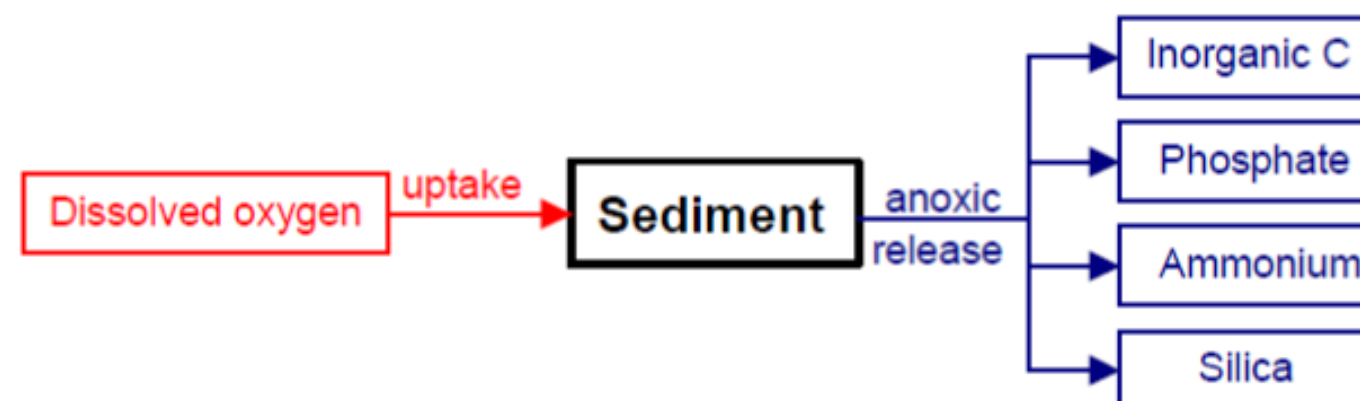 Dissolved oxygen
uptake
Sediment
anoxic
release
Inorganic C
Phosphate
Ammonium
Silica